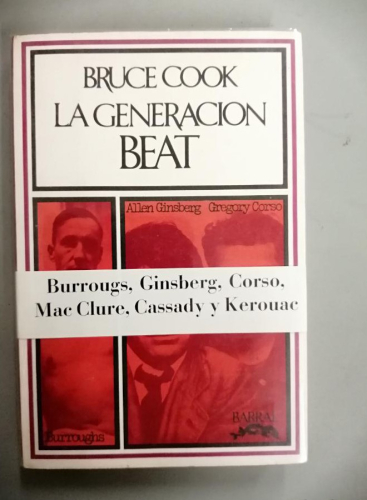 BRUCE COOK
LA GENERACION
BEAT
Allen Ginsberg Gregory Corso
Burrougs, Ginsberg, Corso,
Mac Clure, Cassady y Kerouac
Burroughs
BARRAL